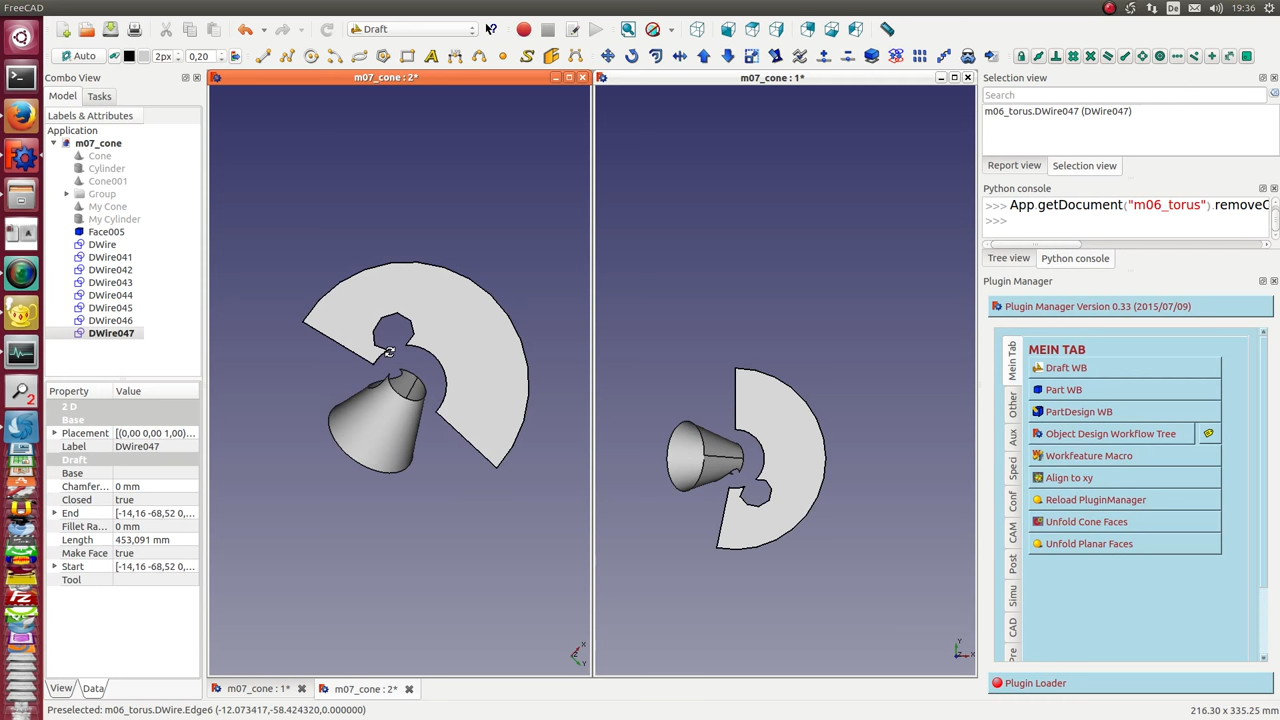 FreeCAD
De
19:36
Draft
Auto
2px
0,20
Combo View
m07_cone : 2*
m07_cone : 1*
Selection view
Model
Tasks
Search
Labels & Attributes
m06_torus.DWire047 (DWire047)
Application
m07_cone
Cone
Cylinder
Cone001
Group
My Cone
My Cylinder
Face005
DWire
DWire041
DWire042
DWire043
DWire044
DWire045
DWire046
DWire047
Report view
Selection view
Python console
>>> App.getDocument("m06_torus").removeO
>>>
Tree view
Python console
Plugin Manager
Plugin Manager Version 0.33 (2015/07/09)
Mein Tab
Other
Aux
Speci
Conf
CAM
Post
Simu
CAD
Pre
MEIN TAB
Draft WB
Part WB
PartDesign WB
Object Design Workflow Tree
Workfeature Macro
Align to xy
Reload PluginManager
Unfold Cone Faces
Unfold Planar Faces
Plugin Loader
Property
Value
2 D
Base
Placement
[(0,00 0,00 1,00)...
Label
DWire047
Draft
Base
Chamfer...
0 mm
Closed
true
End
[-14,16 -68,52 0,...
Fillet Ra...
0 mm
Length
453,091 mm
Make Face
true
Start
[-14,16 -68,52 0,...
Tool
X
Y
Y
X
2
View
Data
m07_cone : 1*
m07_cone : 2*
Preselected: m06_torus.DWire.Edge6 (-12.073417,-58.424320,0.000000)
216.30 x 335.25 mm